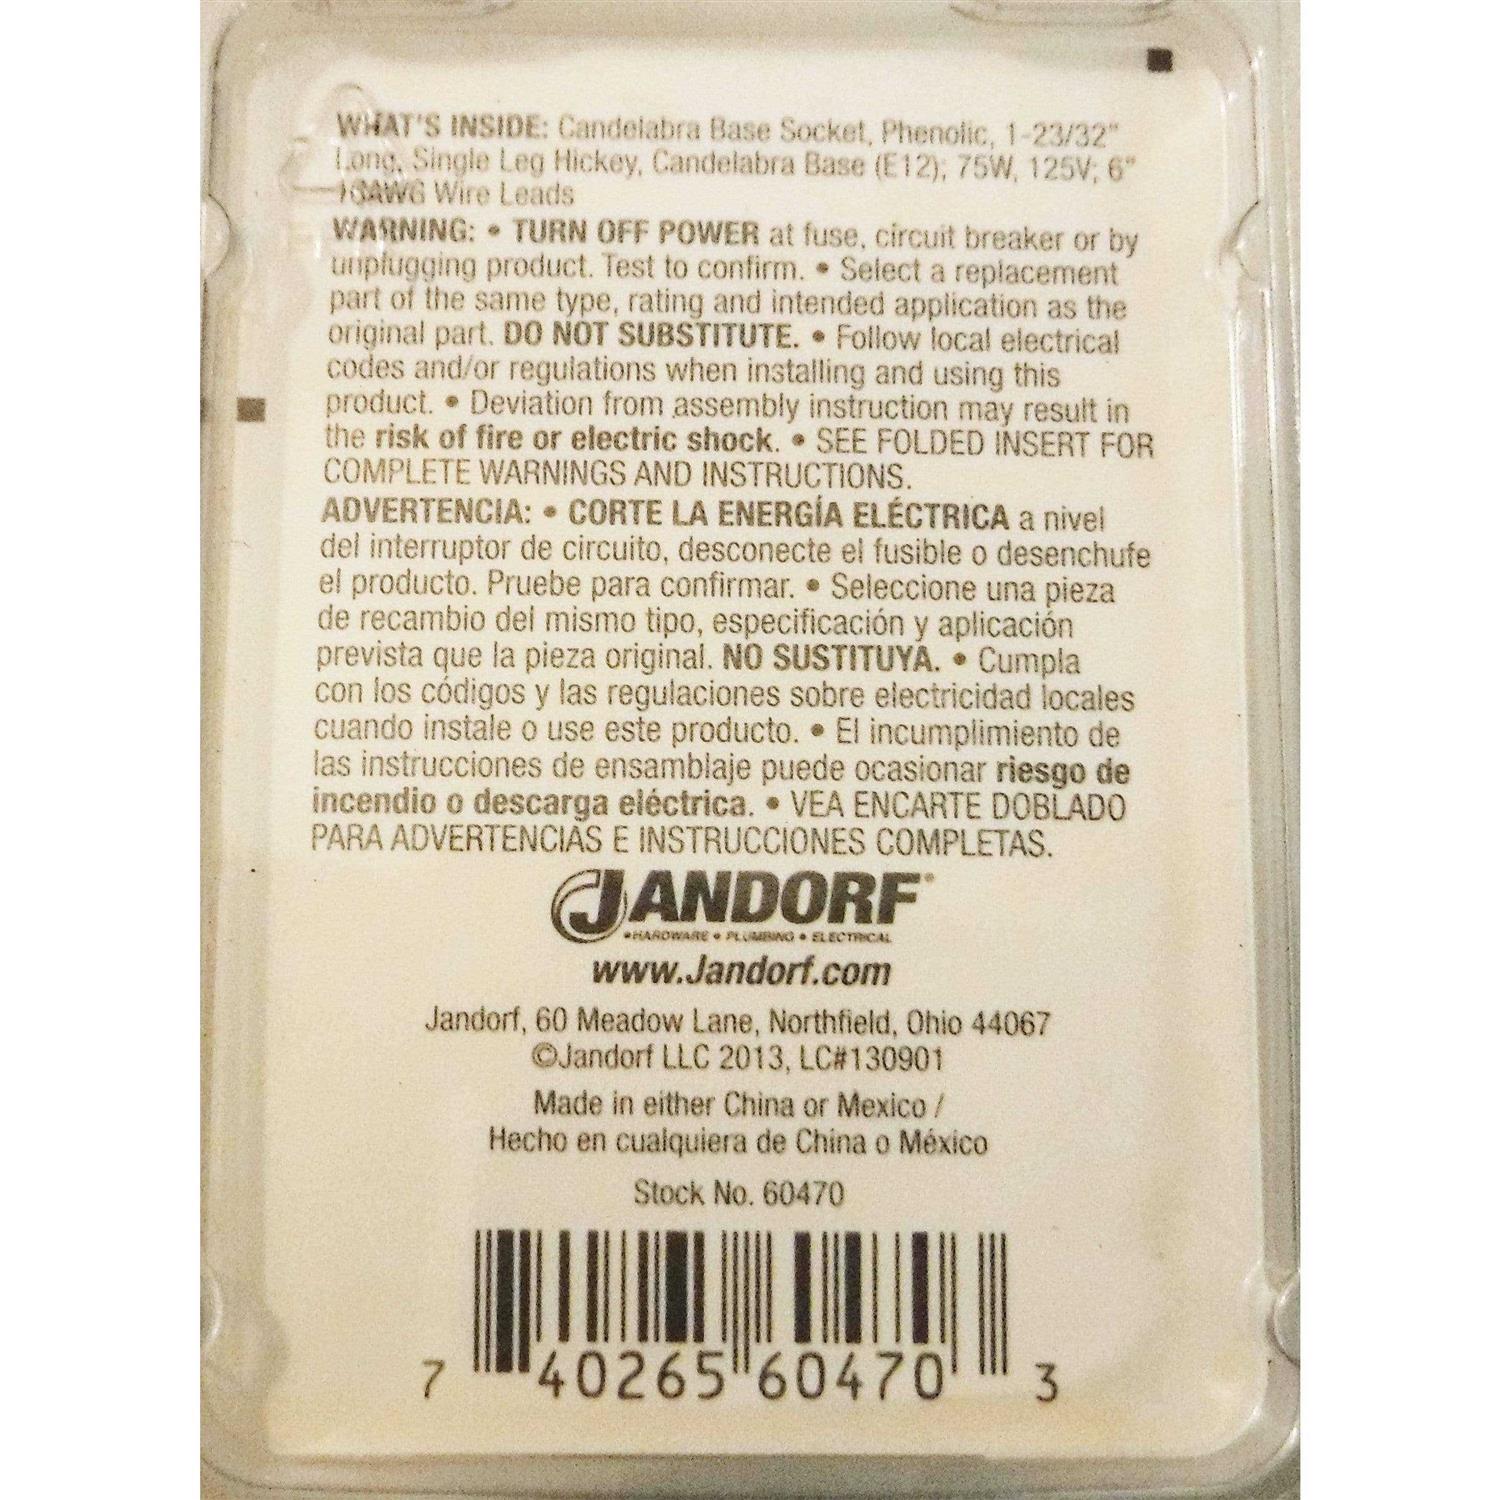 WHAT'S INSIDE: Candelabra Base Socket, Phenolic, 1-23/32"
Long, Single Leg Hickey, Candelabra Base (E12); 75W, 125V; 6"
Wire Leads
WARNING: • TURN OFF POWER at fuse, circuit breaker or by
unplugging product. Test to confirm. • Select a replacement
part of the same type, rating and intended application as the
original part. DO NOT SUBSTITUTE. • Follow local electrical
codes and/or regulations when installing and using this
product. • Deviation from assembly instruction may result in
the risk of fire or electric shock. • SEE FOLDED INSERT FOR
COMPLETE WARNINGS AND INSTRUCTIONS.
ADVERTENCIA: • CORTE LA ENERGÍA ELÉCTRICA a nivel
del interruptor de circuito, desconecte el fusible o desenchufe
el producto. Pruebe para confirmar. • Seleccione una pieza
de recambio del mismo tipo, especificación y aplicación
prevista que la pieza original. NO SUSTITUYA. • Cumpla
con los códigos y las regulaciones sobre electricidad locales
cuando instale o use este producto. • El incumplimiento de
las instrucciones de ensamblaje puede ocasionar riesgo de
incendio o descarga eléctrica. • VEA ENCARTE DOBLADO
PARA ADVERTENCIAS E INSTRUCCIONES COMPLETAS.
JANDORF®
• HARDWARE • PLUMBING • ELECTRICAL
www.Jandorf.com
Jandorf, 60 Meadow Lane, Northfield, Ohio 44067
©Jandorf LLC 2013, LC#130901
Made in either China or Mexico /
Hecho en cualquiera de China o México
Stock No. 60470
7 40265 60470 3